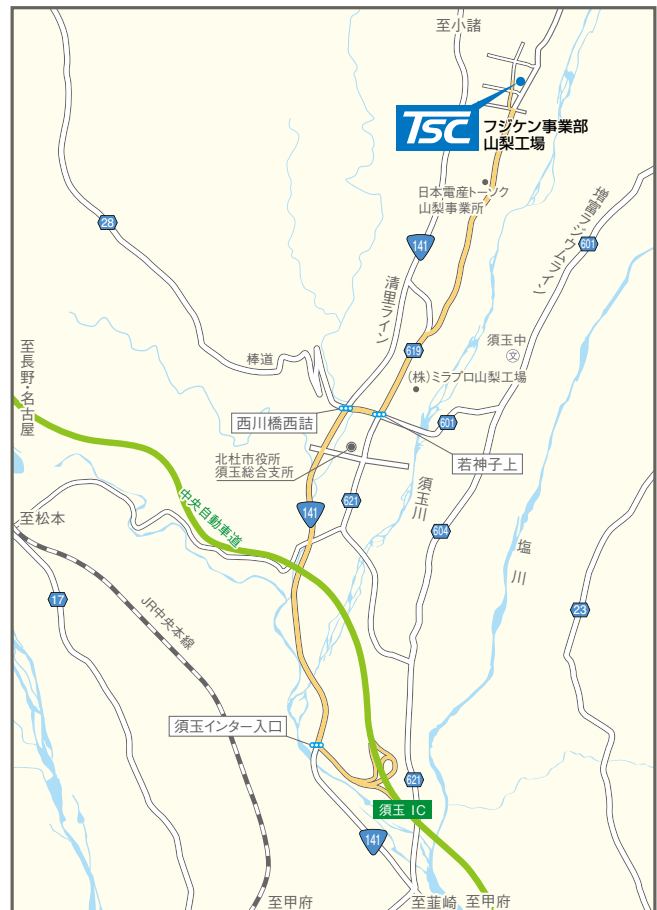 至小諸
TSC
フジケン事業部
山梨工場
日本電産トーソク
山梨事業所
増富ラジウムライン
28
141
601
清里ライン
至長野・名古屋
619
須玉中
文
棒道
(株)ミラプロ山梨工場
西川橋西詰
601
若神子上
北杜市役所
須玉総合支所
621
須玉川
中央自動車道
至松本
141
604
塩川
17
JR中央本線
23
須玉インター入口
621
須玉 IC
141
至甲府
至韮崎
至甲府